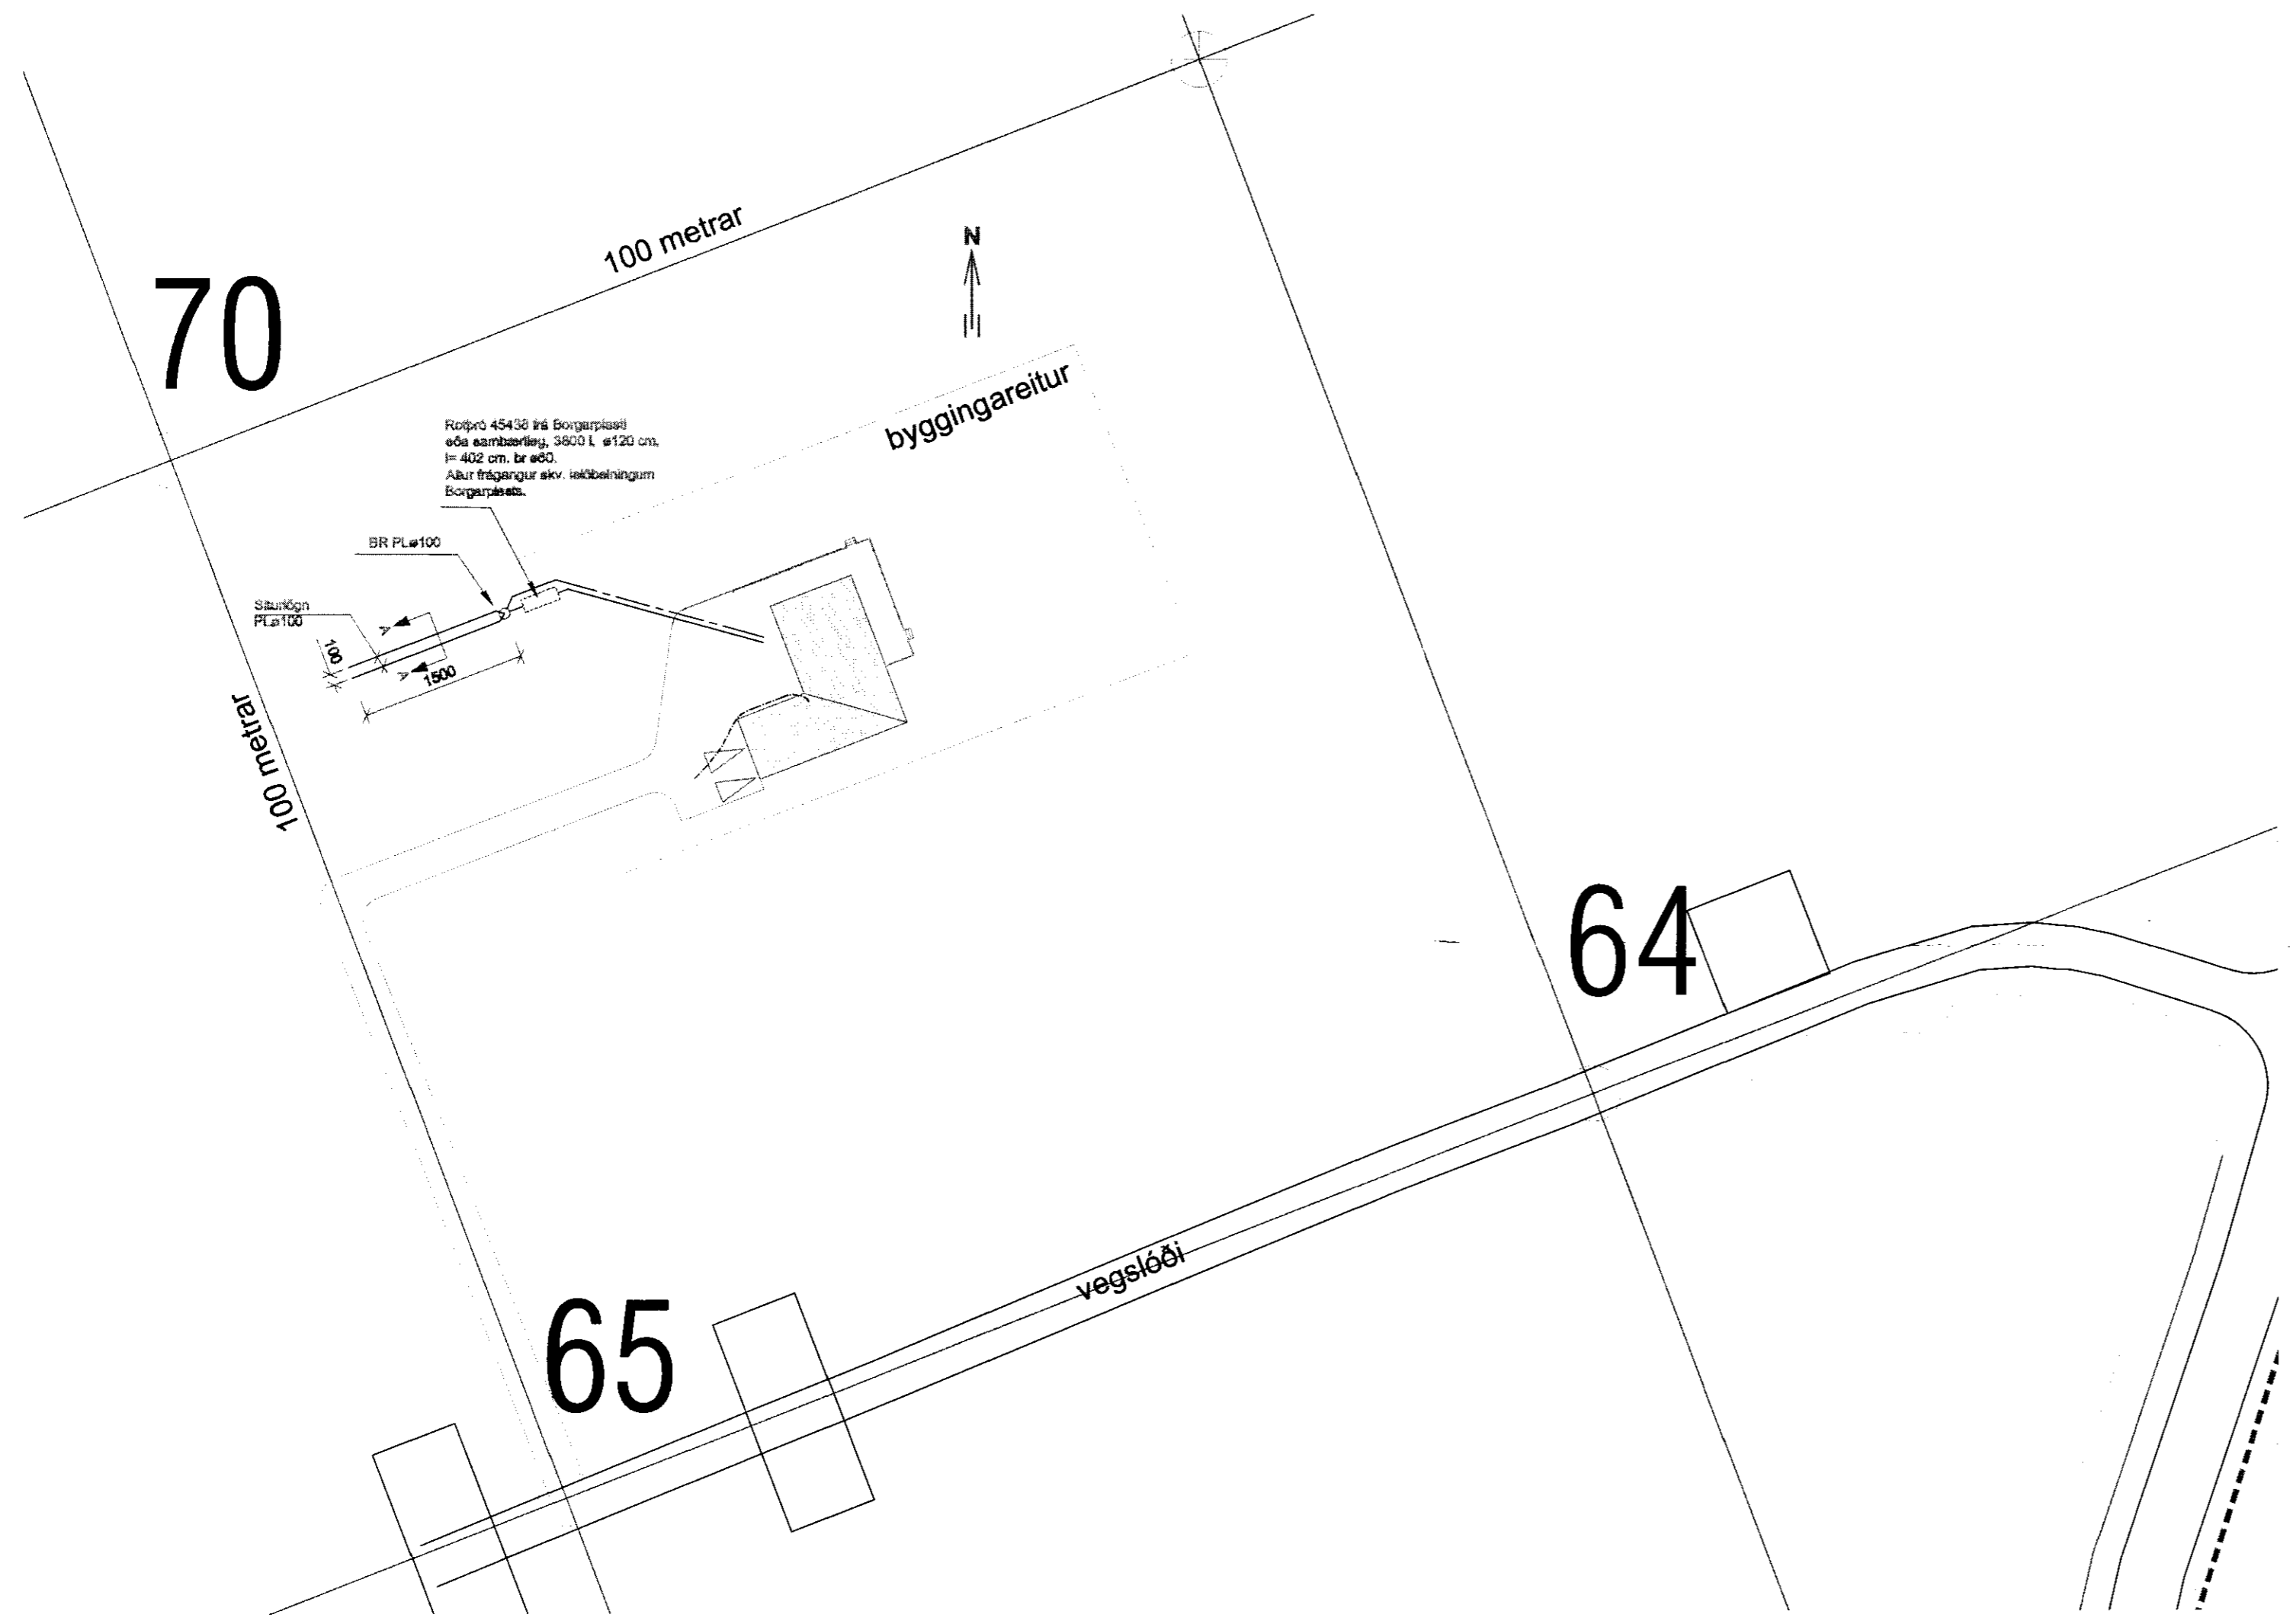 100 metrar
N
70
byggingareitur
Rotþró 45438 frá Borgarplasti
eða sambærileg, 3800 l, ø120 cm,
l= 402 cm. br ø60.
Allur frágangur skv.
Borgarplasts.
BR PLø100
Siturlögn
PLø100
100
A
A
1500
100 metrar
64
vegslóði
65